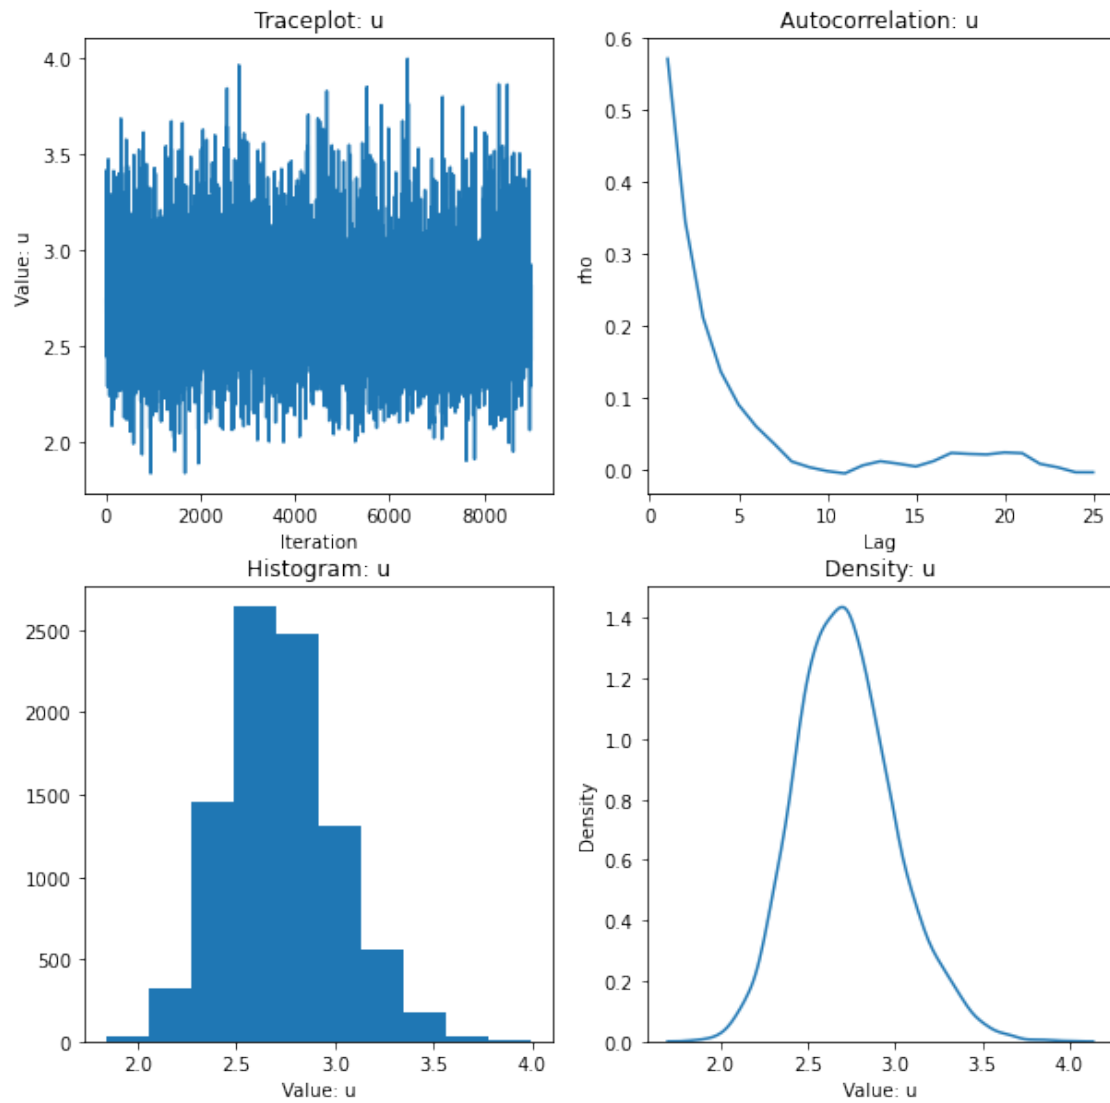 Traceplot: u
4.0
3.5
3.0
2.5
2.0
Value: u
0 2000 4000 6000 8000
Iteration
Autocorrelation: u
0.6
0.5
0.4
0.3
0.2
0.1
0.0
rho
0 5 10 15 20 25
Lag
Histogram: u
2500
2000
1500
1000
500
0
2.0 2.5 3.0 3.5 4.0
Value: u
Density: u
1.4
1.2
1.0
0.8
0.6
0.4
0.2
0.0
Density
2.0 2.5 3.0 3.5 4.0
Value: u